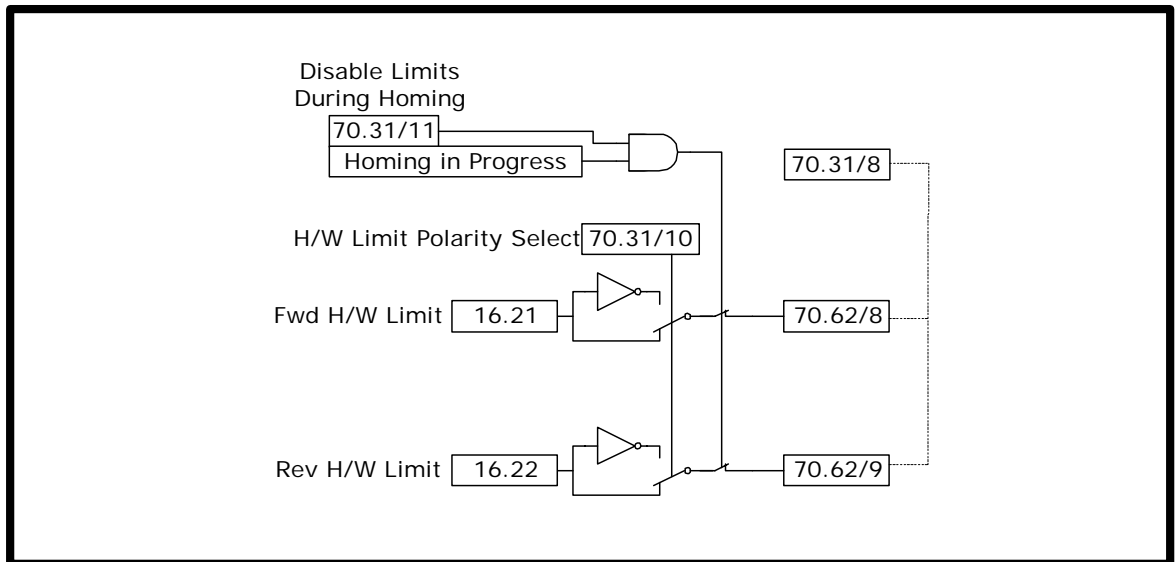 Disable Limits
During Homing
70.31/11
Homing in Progress
70.31/8
H/W Limit Polarity Select 70.31/10
Fwd H/W Limit 16.21 70.62/8
Rev H/W Limit 16.22 70.62/9